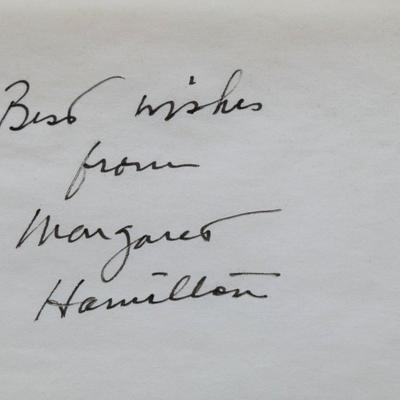 Best wishes
from
Margaret
Hamilton